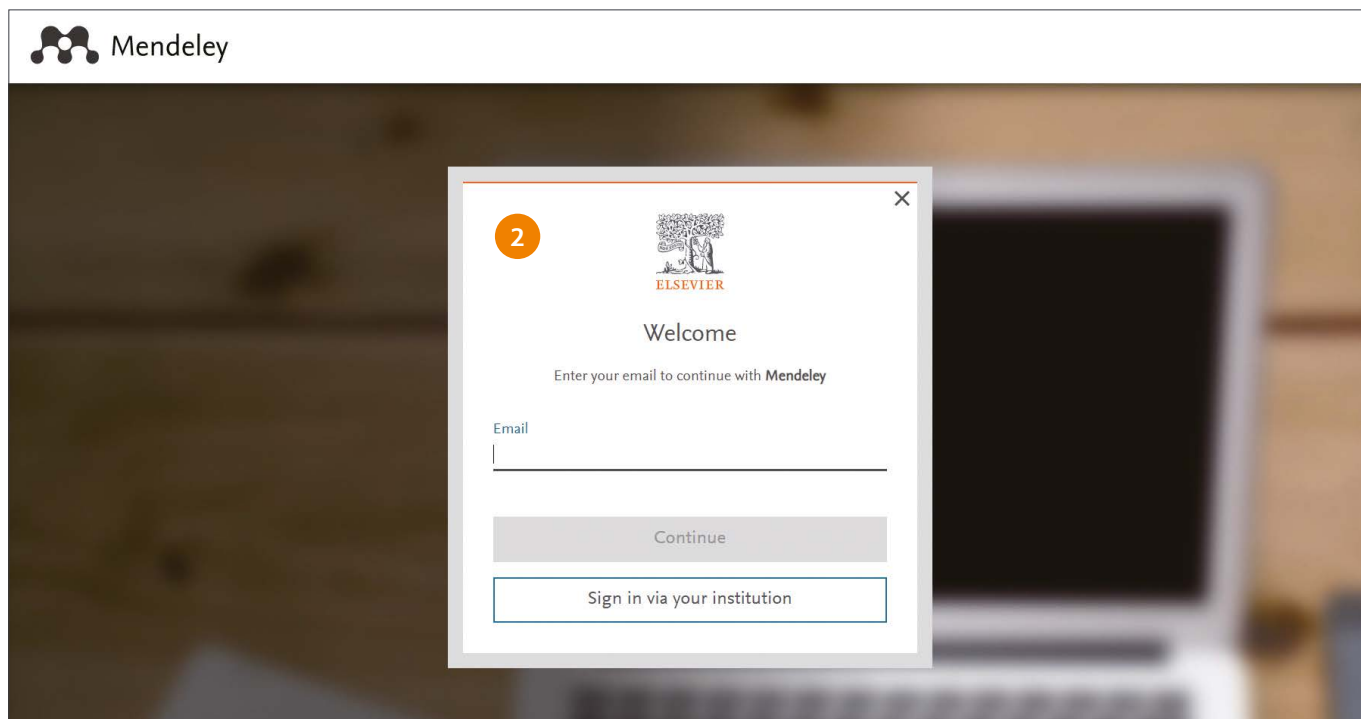 Mendeley
2
ELSEVIER
Welcome
Enter your email to continue with Mendeley
Email
Continue
Sign in via your institution